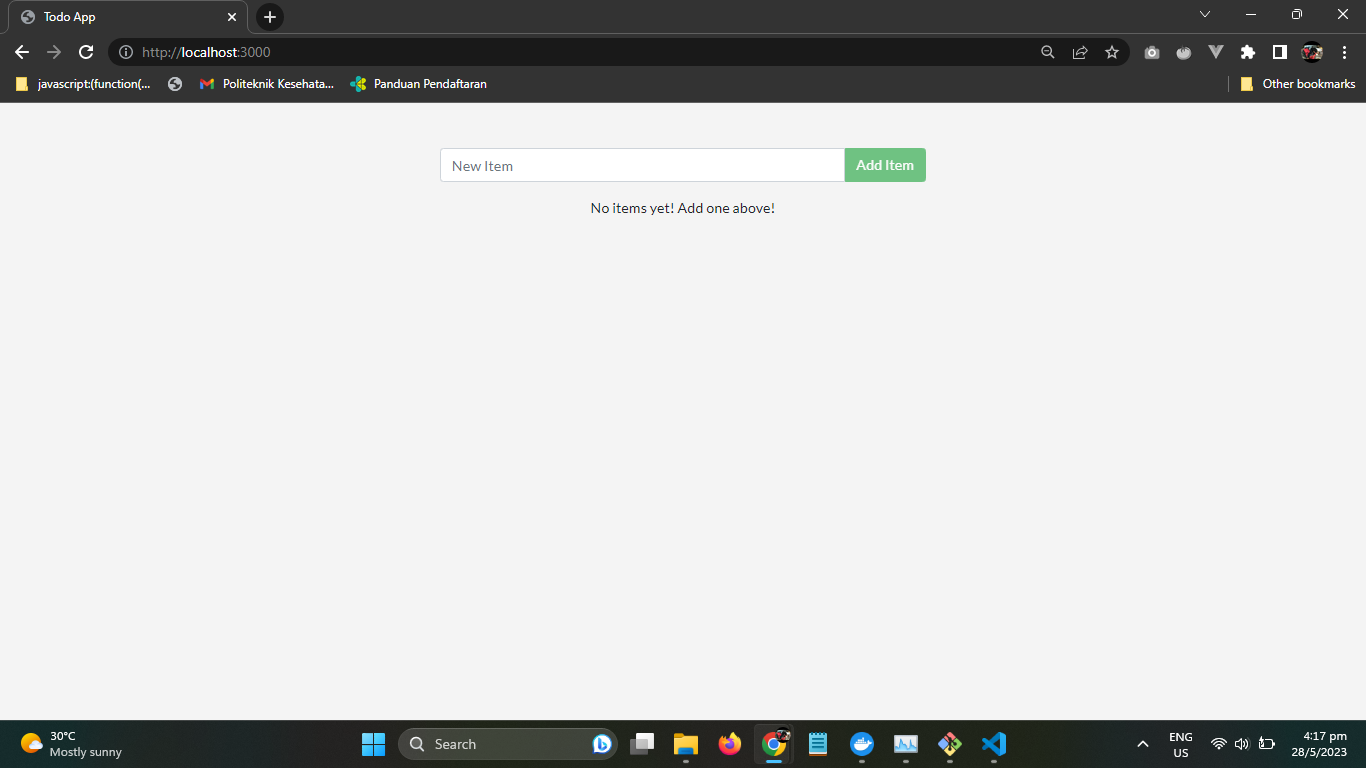 Todo App
http://localhost:3000
javascript:(function(...
Politeknik Kesehata...
Panduan Pendaftaran
Other bookmarks
New Item
Add Item
No items yet! Add one above!
30°C
Mostly sunny
Search
ENG
US
4:17 pm
28/5/2023